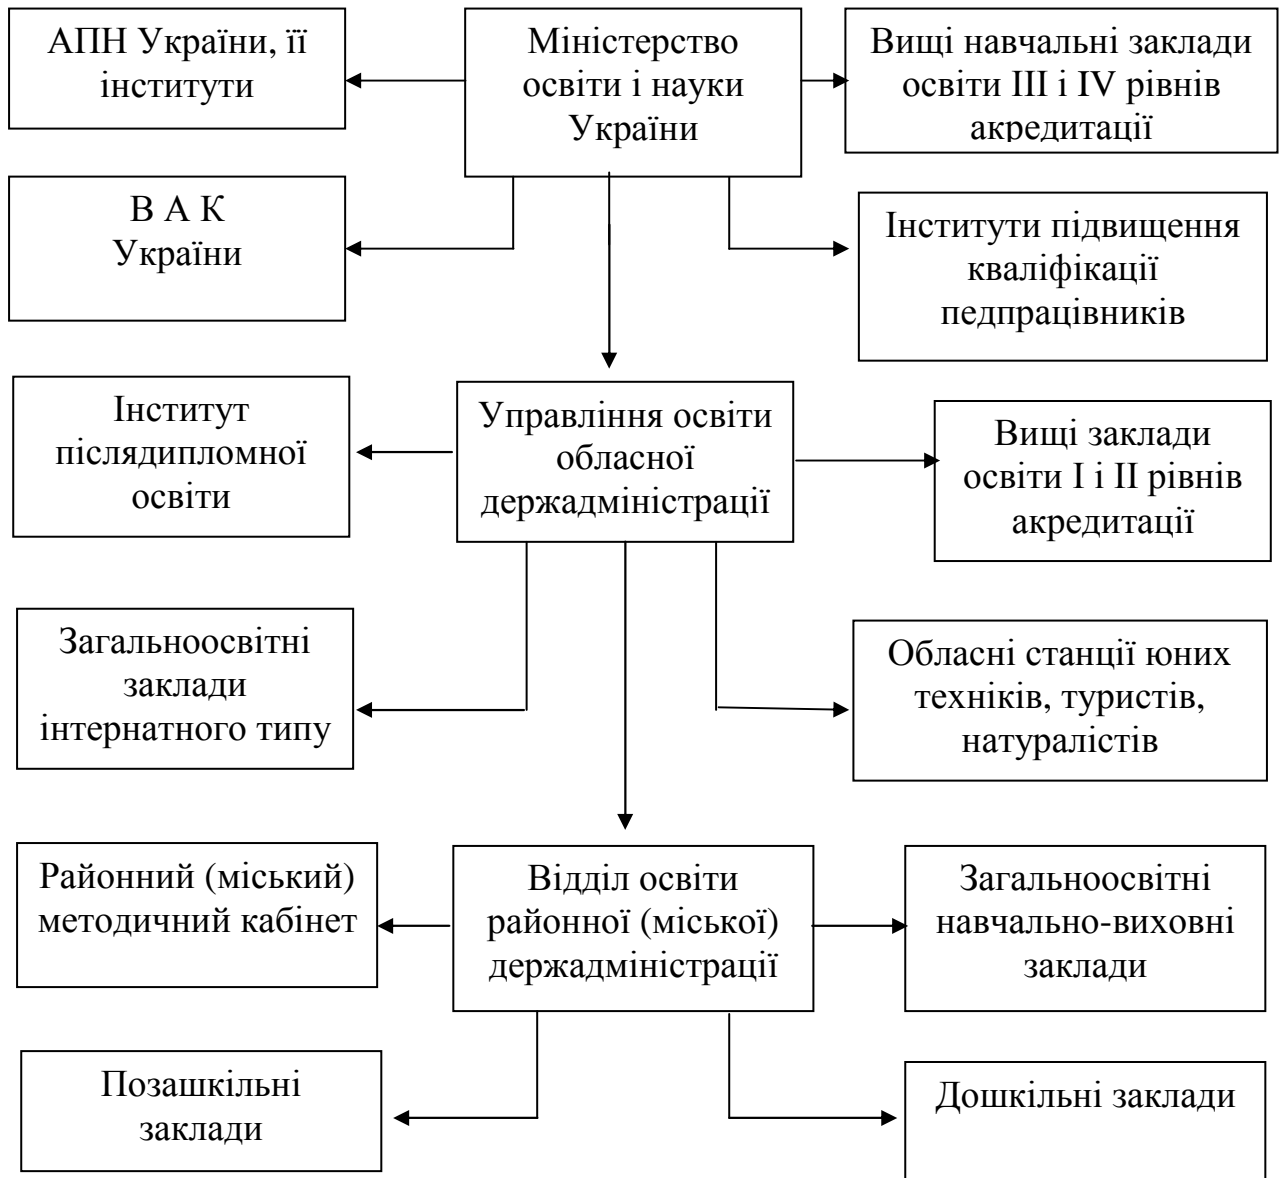 АПН України, її
інститути
Міністерство
освіти і науки
України
Вищі навчальні заклади
освіти III і IV рівнів
акредитації
В А К
України
Інститути підвищення
кваліфікації
педпрацівників
Інститут
післядипломної
освіти
Управління освіти
обласної
держадміністрації
Вищі заклади
освіти I і II рівнів
акредитації
Загальноосвітні
заклади
інтернатного типу
Обласні станції юних
техніків, туристів,
натуралістів
Районний (міський)
методичний кабінет
Відділ освіти
районної (міської)
держадміністрації
Загальноосвітні
навчально-виховні
заклади
Позашкільні
заклади
Дошкільні заклади